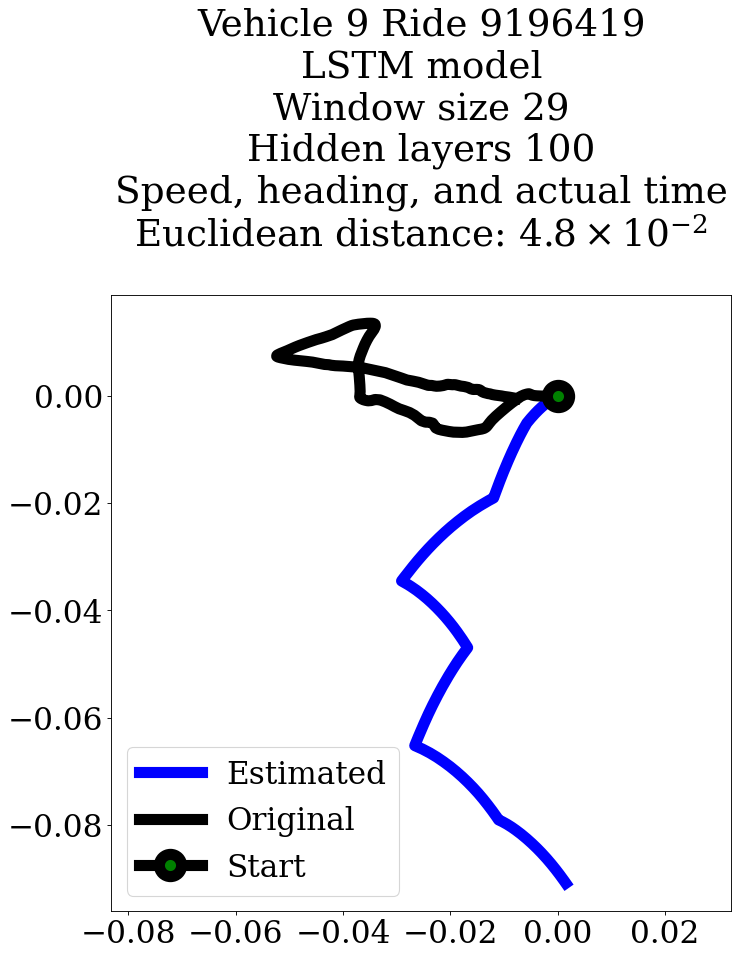 Vehicle 9 Ride 9196419
LSTM model
Window size 29
Hidden layers 100
Speed, heading, and actual time
Euclidean distance: 4.8 × 10⁻²
0.00
−0.02
−0.04
−0.06
−0.08
Estimated
Original
Start
−0.08 −0.06 −0.04 −0.02 0.00 0.02